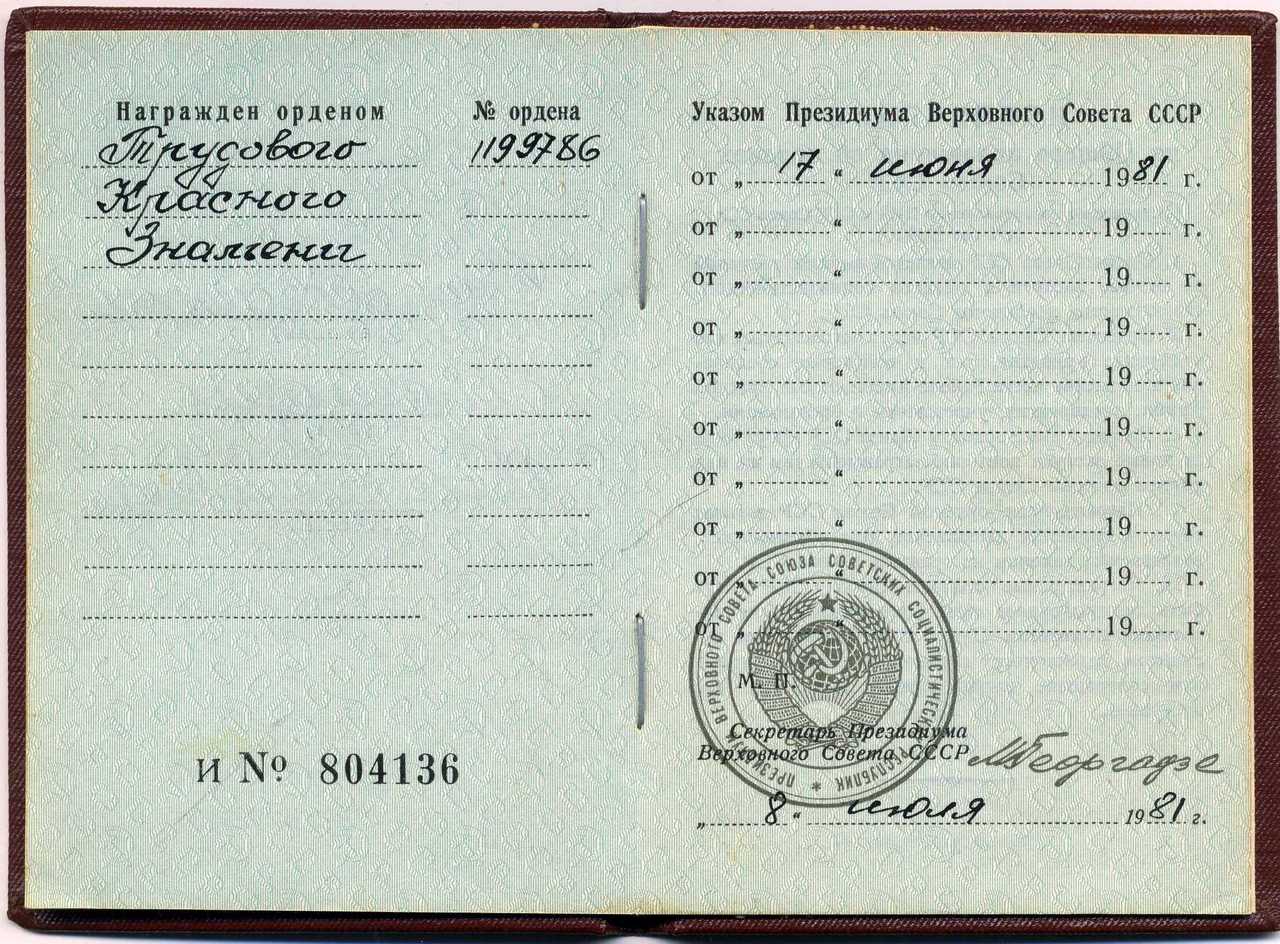 Награжден орденом № ордена
Трудового 1199786
Красного
Знамени
И № 804136
Указом Президиума Верховного Совета СССР
от „ 17 “ июня 1981 г.
от „ “ 19 г.
от „ “ 19 г.
от „ “ 19 г.
от „ “ 19 г.
от „ “ 19 г.
от „ “ 19 г.
от „ “ 19 г.
от „ “ 19 г.
от „ “ 19 г.
ПРЕЗИДИУМ ВЕРХОВНОГО СОВЕТА СОЮЗА СОВЕТСКИХ СОЦИАЛИСТИЧЕСКИХ РЕСПУБЛИК *
М. П.
Секретарь Президиума
Верховного Совета СССР МГеоргадзе
„ 8 “ июля 1981 г.